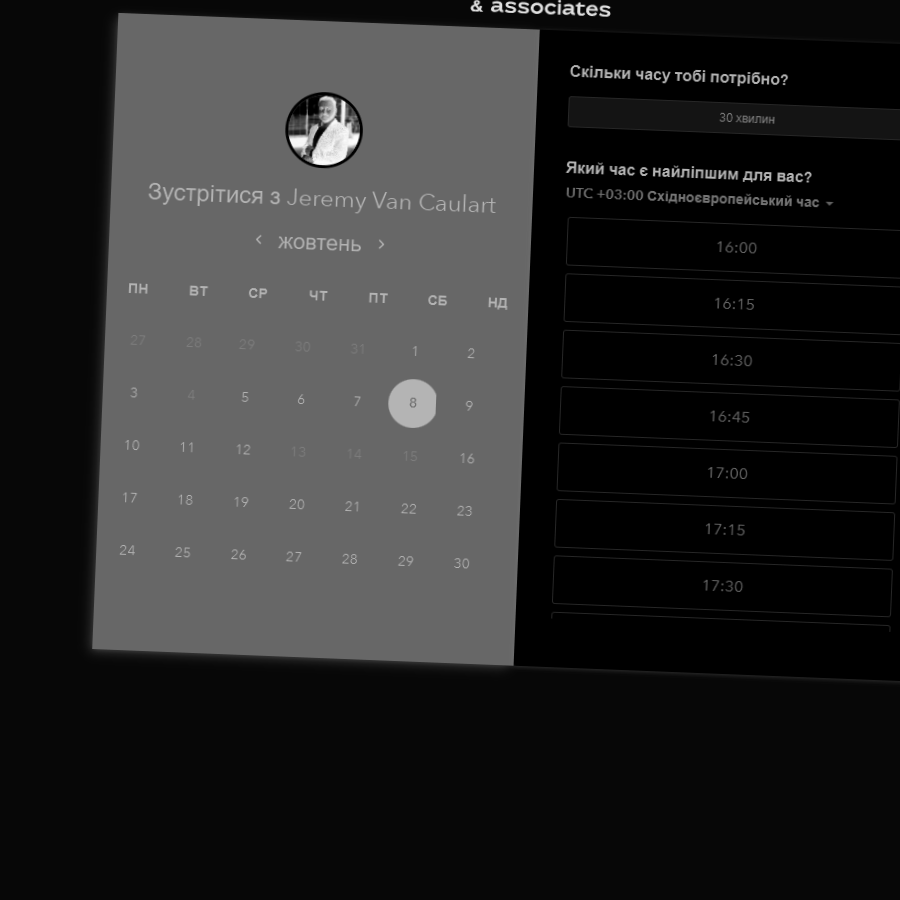 & associates
Зустрітися з Jeremy Van Caulart
‹ жовтень ›
ПН ВТ СР ЧТ ПТ СБ НД
27 28 29 30 31 1 2
3 4 5 6 7 8 9
10 11 12 13 14 15 16
17 18 19 20 21 22 23
24 25 26 27 28 29 30
Скільки часу тобі потрібно?
30 хвилин
Який час є найліпшим для вас?
UTC +03:00 Східноєвропейський час
16:00
16:15
16:30
16:45
17:00
17:15
17:30